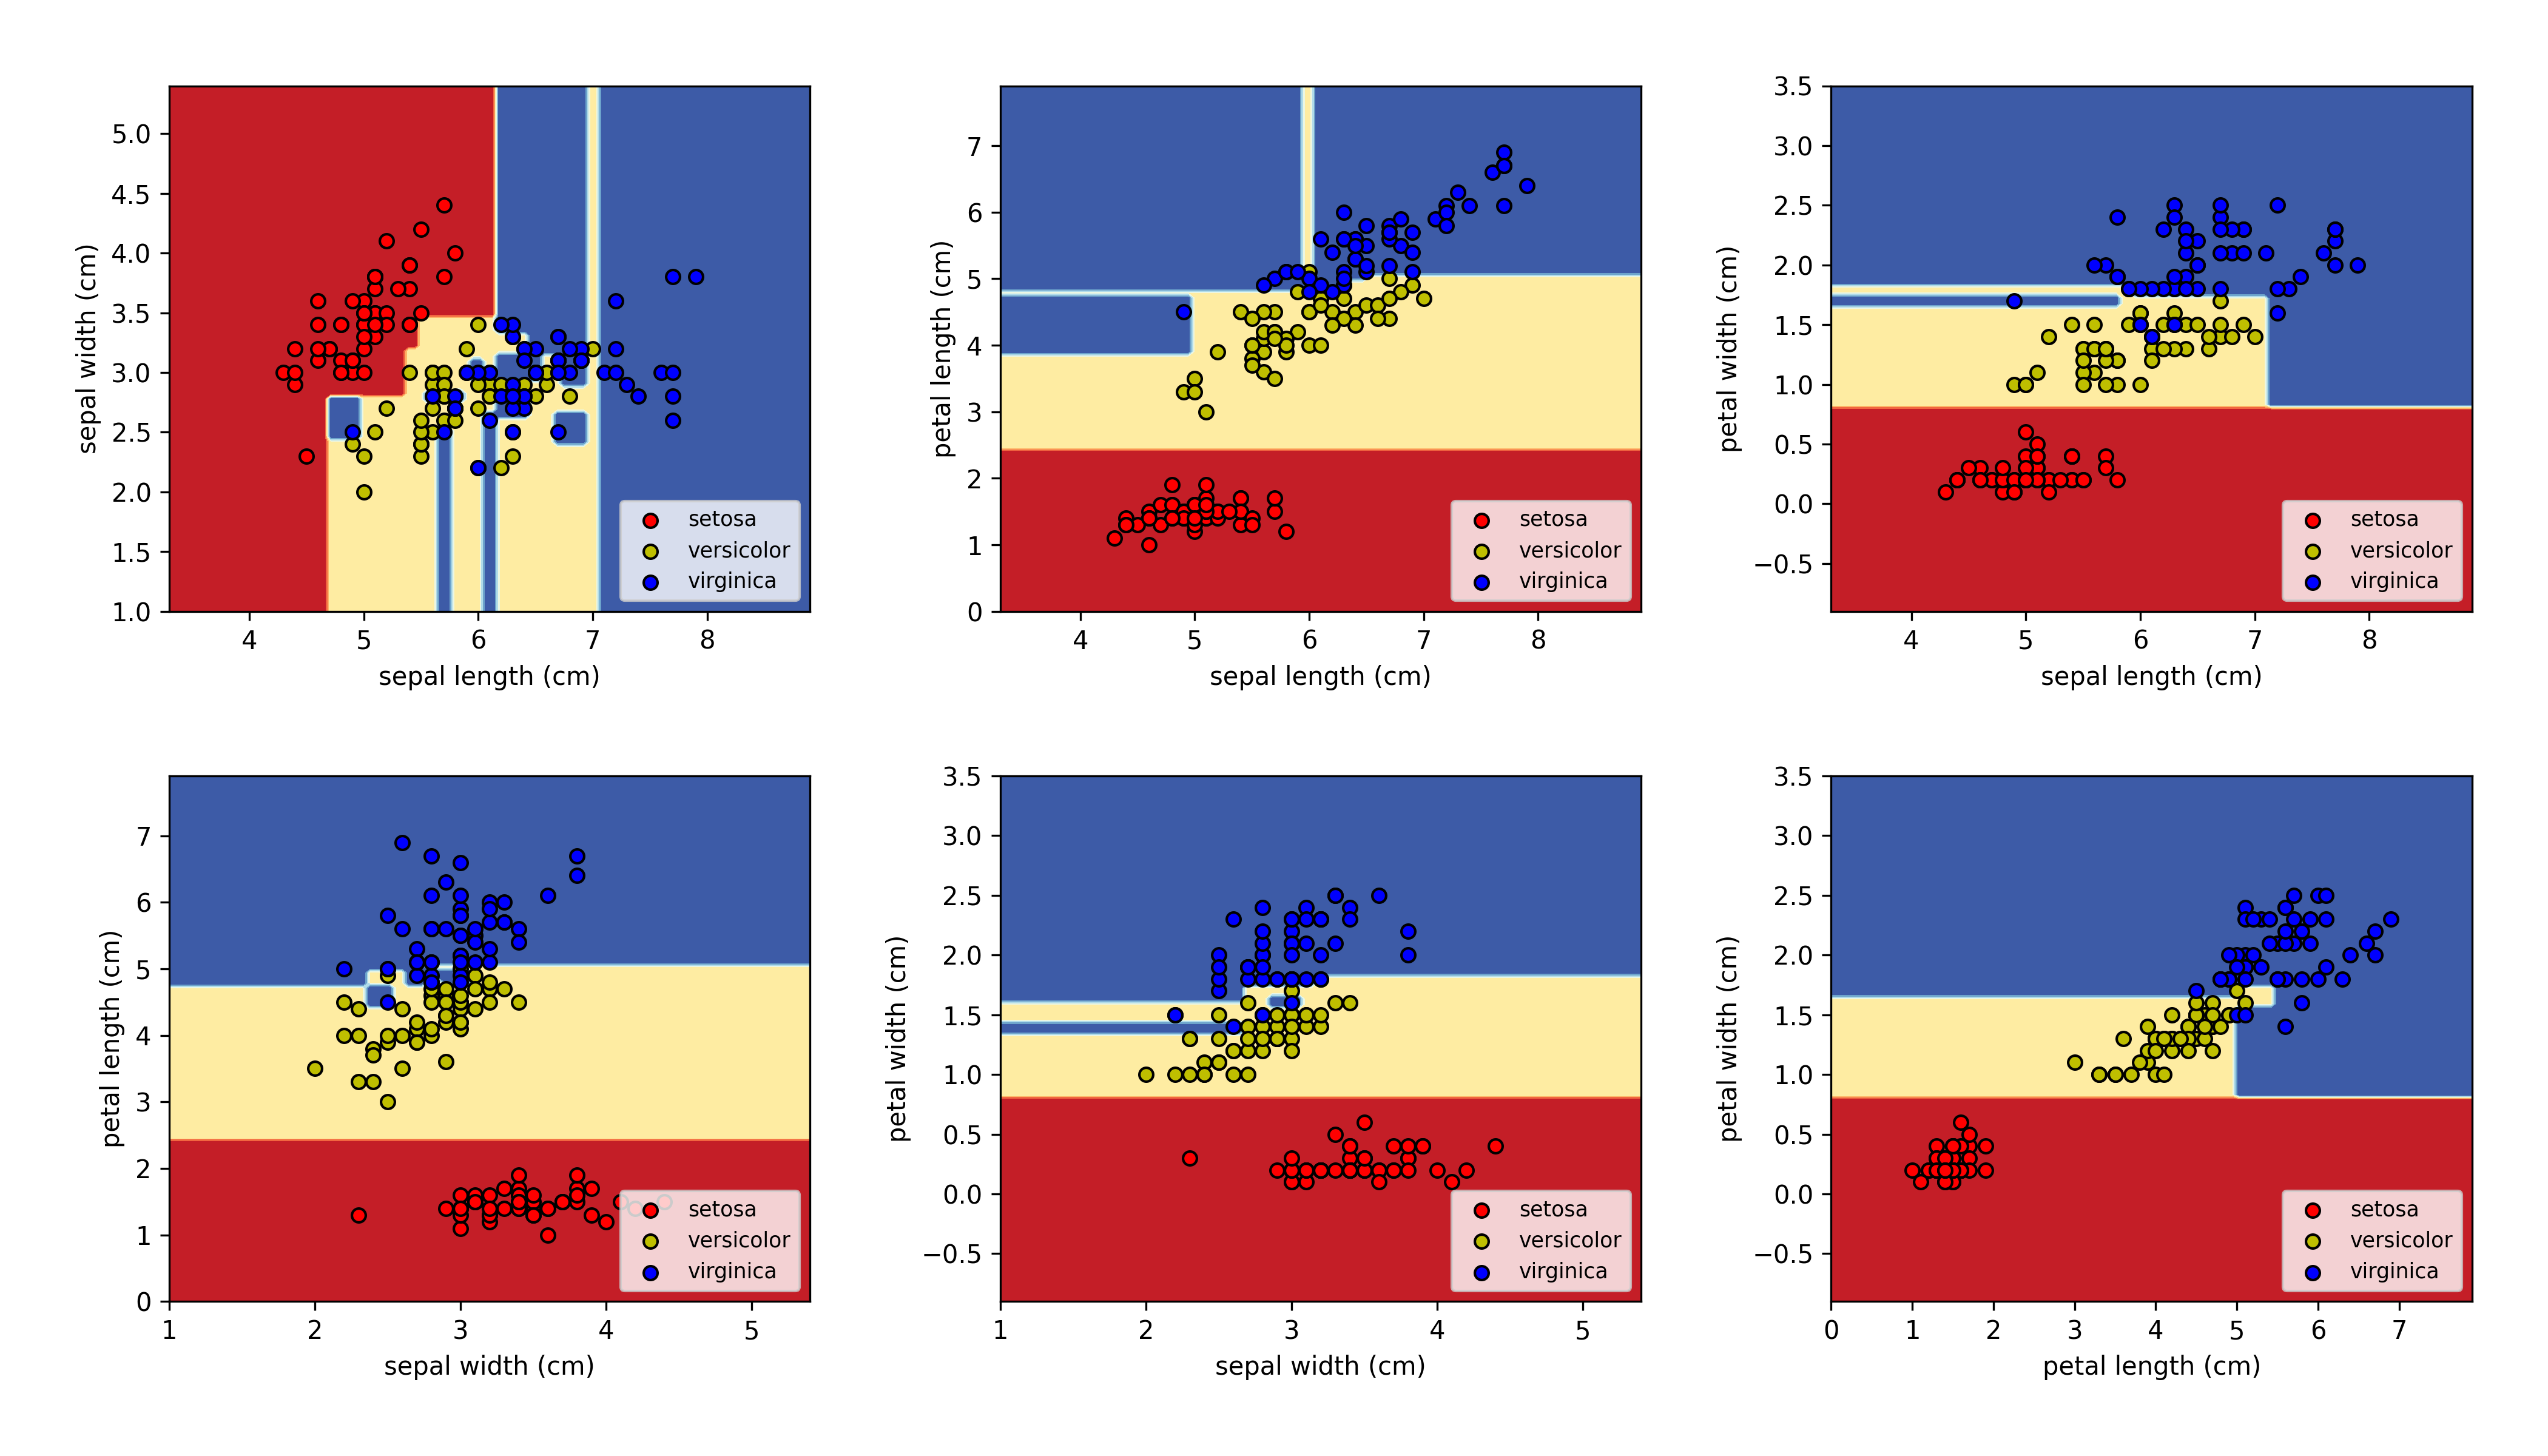 5.0
4.5
4.0
3.5
3.0
2.5
2.0
1.5
1.0
sepal width (cm)
4 5 6 7 8
sepal length (cm)
setosa
versicolor
virginica
7
6
5
4
3
2
1
0
petal length (cm)
4 5 6 7 8
sepal length (cm)
setosa
versicolor
virginica
3.5
3.0
2.5
2.0
1.5
1.0
0.5
0.0
−0.5
petal width (cm)
4 5 6 7 8
sepal length (cm)
setosa
versicolor
virginica
7
6
5
4
3
2
1
0
petal length (cm)
1 2 3 4 5
sepal width (cm)
setosa
versicolor
virginica
3.5
3.0
2.5
2.0
1.5
1.0
0.5
0.0
−0.5
petal width (cm)
1 2 3 4 5
sepal width (cm)
setosa
versicolor
virginica
3.5
3.0
2.5
2.0
1.5
1.0
0.5
0.0
−0.5
petal width (cm)
0 1 2 3 4 5 6 7
petal length (cm)
setosa
versicolor
virginica